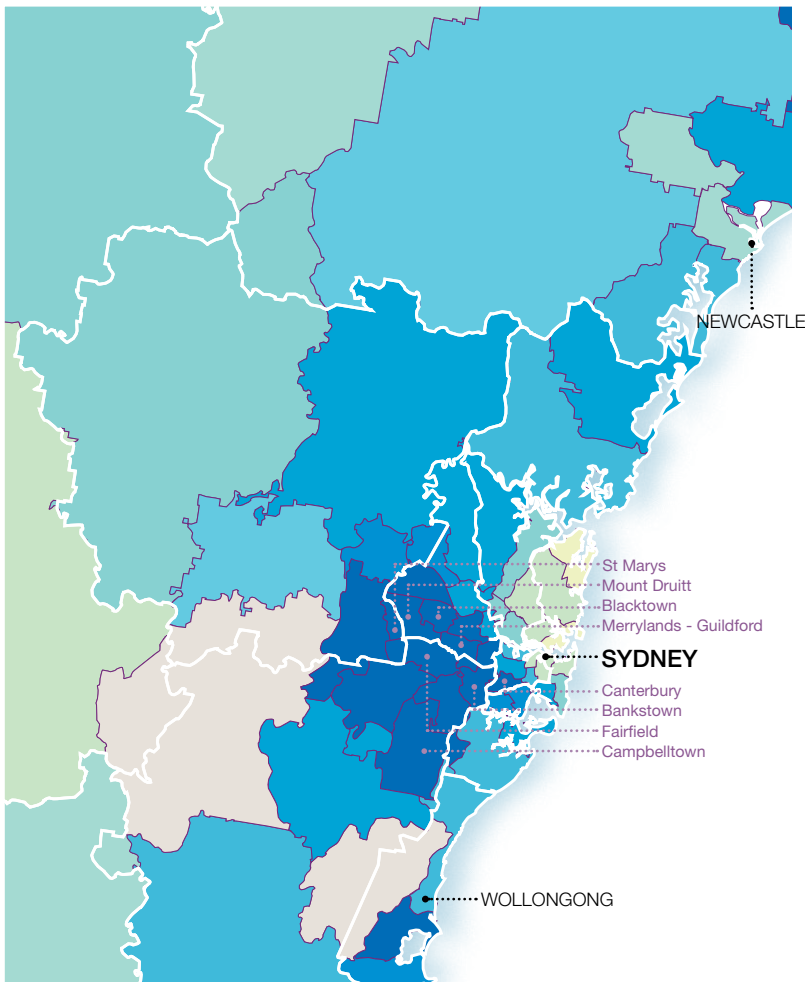 NEWCASTLE
St Marys
Mount Druitt
Blacktown
Merrylands - Guildford
SYDNEY
Canterbury
Bankstown
Fairfield
Campbelltown
WOLLONGONG